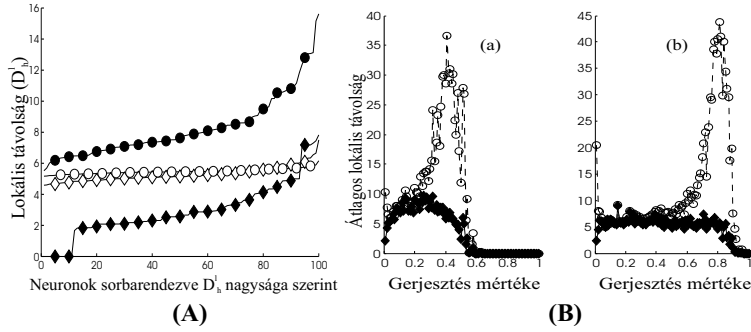 Lokális távolság (D¹ₕ)
16
14
12
10
8
6
4
2
0
20 40 60 80 100
Neuronok sorbarendezve D¹ₕ nagysága szerint
(A)
Átlagos lokális távolság
40
35
30
25
20
15
10
5
0
(a)
0 0.2 0.4 0.6 0.8 1
Gerjesztés mértéke
45
40
35
30
25
20
15
10
5
0
(b)
0 0.2 0.4 0.6 0.8 1
Gerjesztés mértéke
(B)